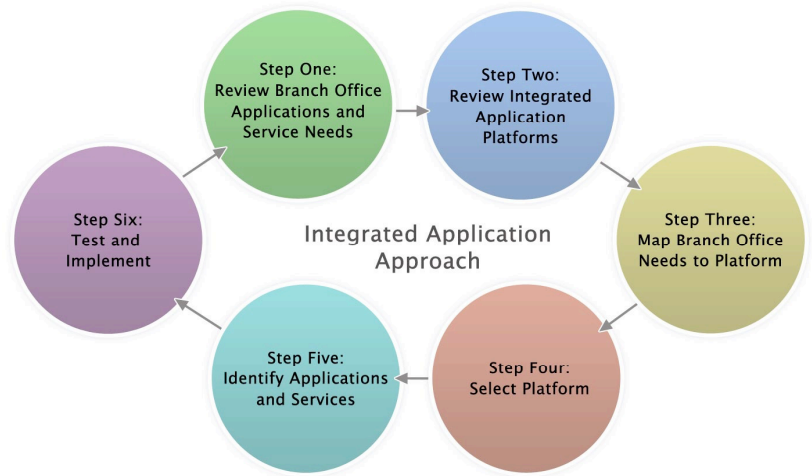 Step One:
Review Branch Office
Applications and
Service Needs
Step Two:
Review Integrated
Application
Platforms
Step Three:
Map Branch Office
Needs to Platform
Step Four:
Select Platform
Step Five:
Identify Applications
and Services
Step Six:
Test and
Implement
Integrated Application
Approach